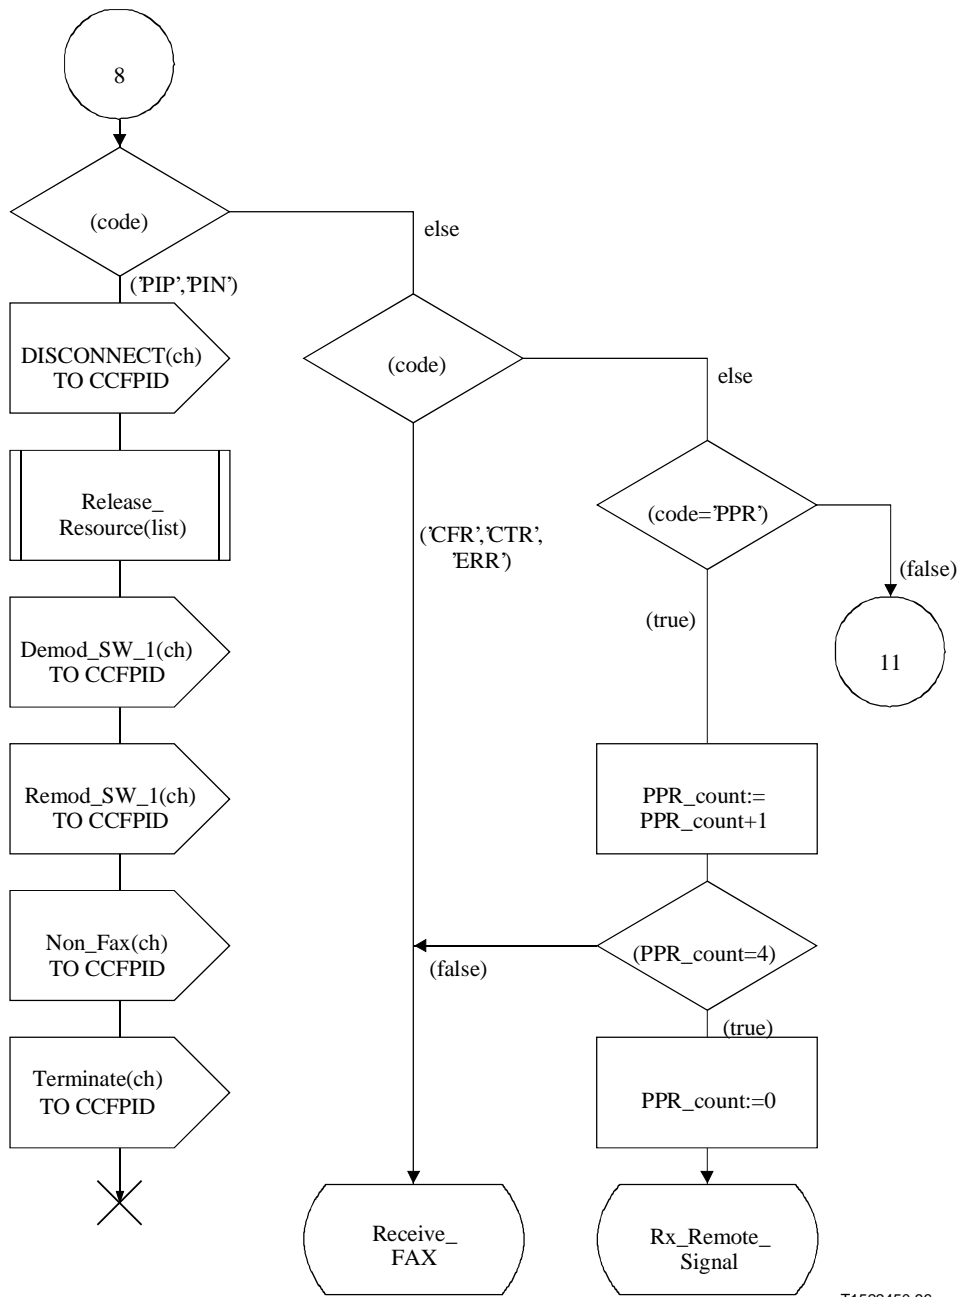 8
(code)
else
('PIP','PIN')
DISCONNECT(ch)
TO CCFPID
(code)
else
Release_
Resource(list)
('CFR','CTR',
'ERR')
(code='PPR')
(false)
(true)
11
Demod_SW_1(ch)
TO CCFPID
Remod_SW_1(ch)
TO CCFPID
PPR_count:=
PPR_count+1
Non_Fax(ch)
TO CCFPID
(false)
(PPR_count=4)
(true)
Terminate(ch)
TO CCFPID
PPR_count:=0
Receive_
FAX
Rx_Remote_
Signal